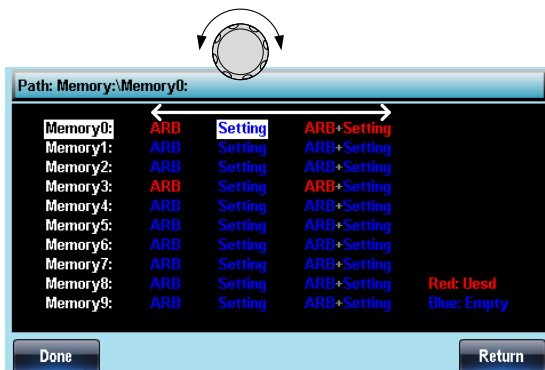 Path: Memory:\Memory0:
Memory0: ARB Setting ARB+Setting
Memory1: ARB Setting ARB+Setting
Memory2: ARB Setting ARB+Setting
Memory3: ARB Setting ARB+Setting
Memory4: ARB Setting ARB+Setting
Memory5: ARB Setting ARB+Setting
Memory6: ARB Setting ARB+Setting
Memory7: ARB Setting ARB+Setting
Memory8: ARB Setting ARB+Setting Red: Uesd
Memory9: ARB Setting ARB+Setting Blue: Empty
Done Return